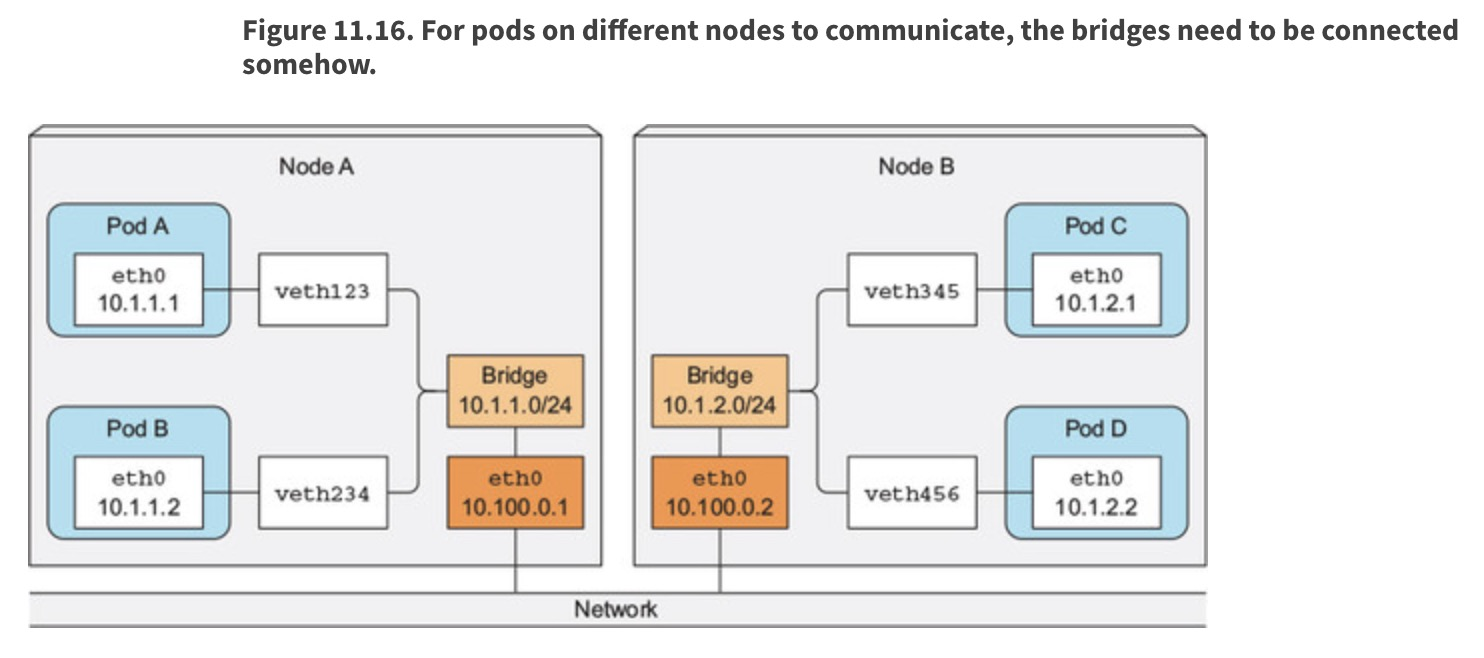 Figure 11.16. For pods on different nodes to communicate, the bridges need to be connected
somehow.
Node A
Pod A
eth0
10.1.1.1
veth123
Pod B
eth0
10.1.1.2
veth234
Bridge
10.1.1.0/24
eth0
10.100.0.1
Node B
Bridge
10.1.2.0/24
eth0
10.100.0.2
veth345
Pod C
eth0
10.1.2.1
veth456
Pod D
eth0
10.1.2.2
Network